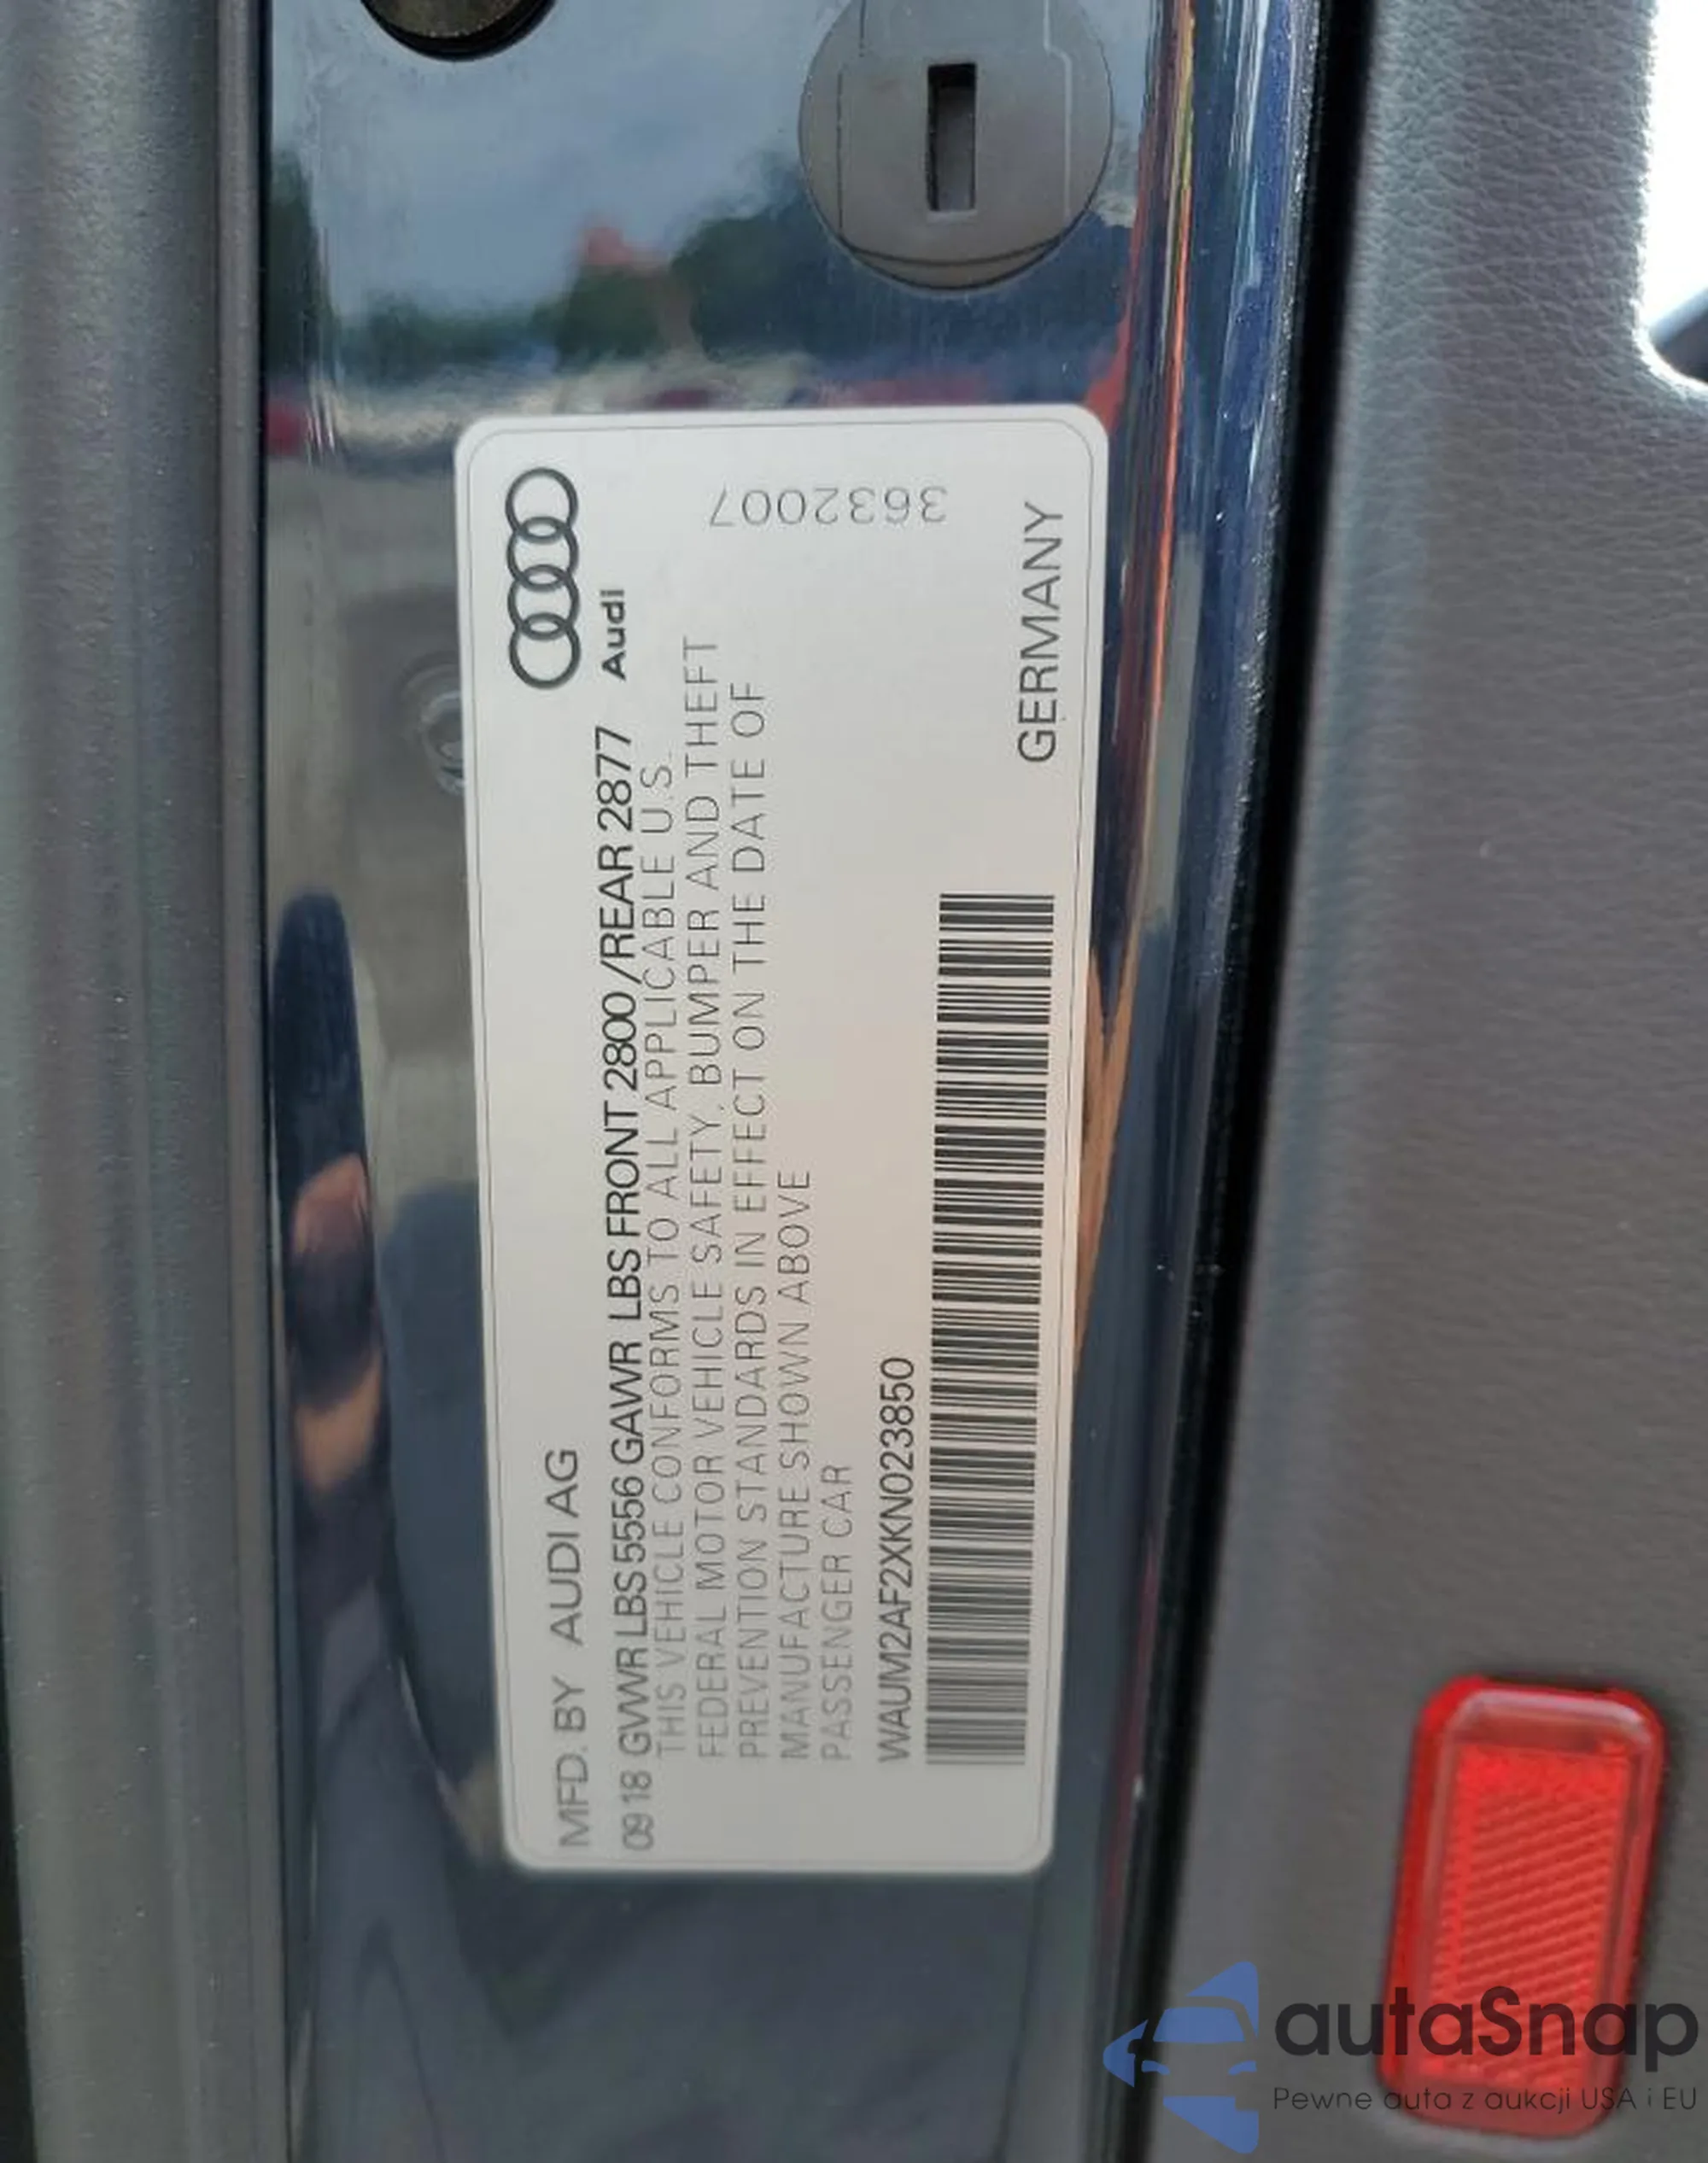 MFD. BY AUDI AG
Audi
09 18 GVWR LBS 5556 GAWR LBS FRONT 2800 /REAR 2877
THIS VEHICLE CONFORMS TO ALL APPLICABLE U.S.
FEDERAL MOTOR VEHICLE SAFETY, BUMPER AND THEFT
PREVENTION STANDARDS IN EFFECT ON THE DATE OF
MANUFACTURE SHOWN ABOVE
PASSENGER CAR
3632007
WAUM2AF2XKN023850
GERMANY
autaSnap
Pewne auta z aukcji USA i EU